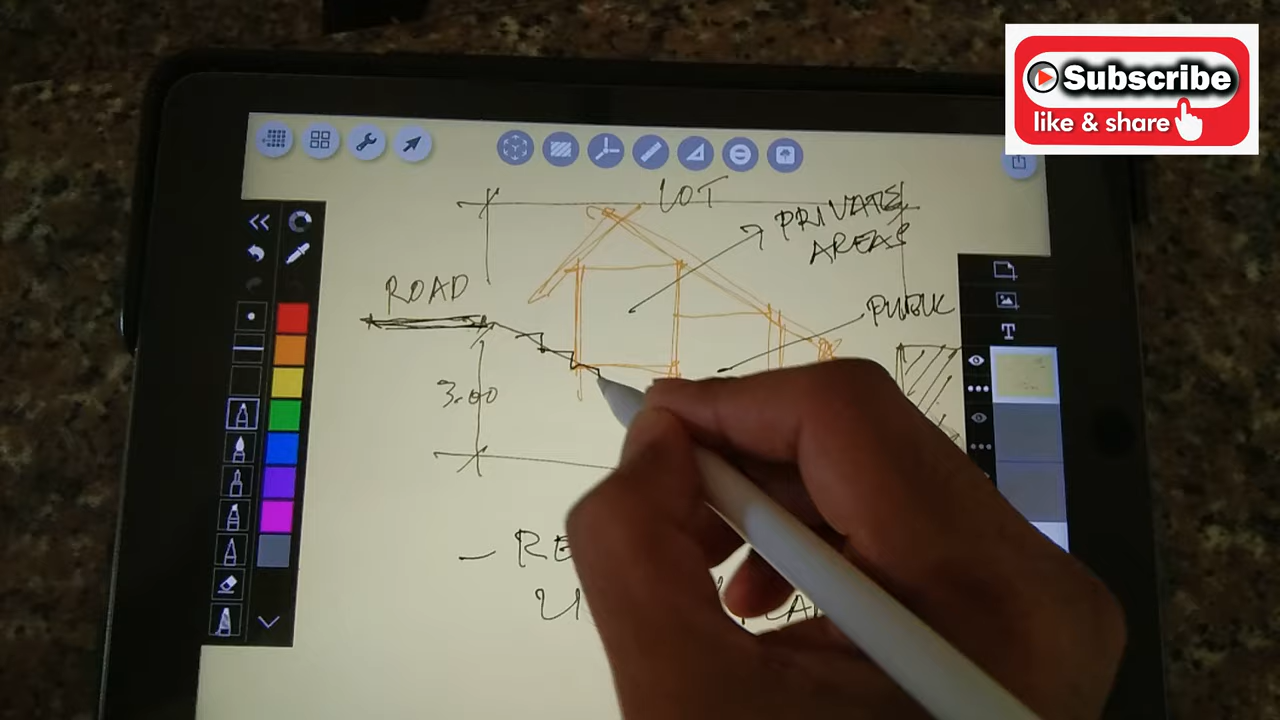 Subscribe
like & share
LOT
PRIVATE
AREAS
ROAD
PUBLIC
T
3.00